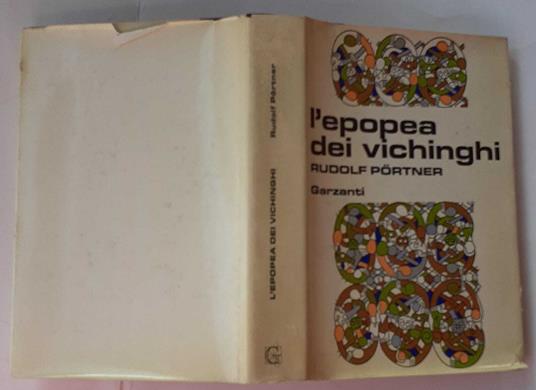 l'epopea
dei vichinghi
RUDOLF PÖRTNER
Garzanti
L'EPOPEA DEI VICHINGHI Rudolf Pörtner
G